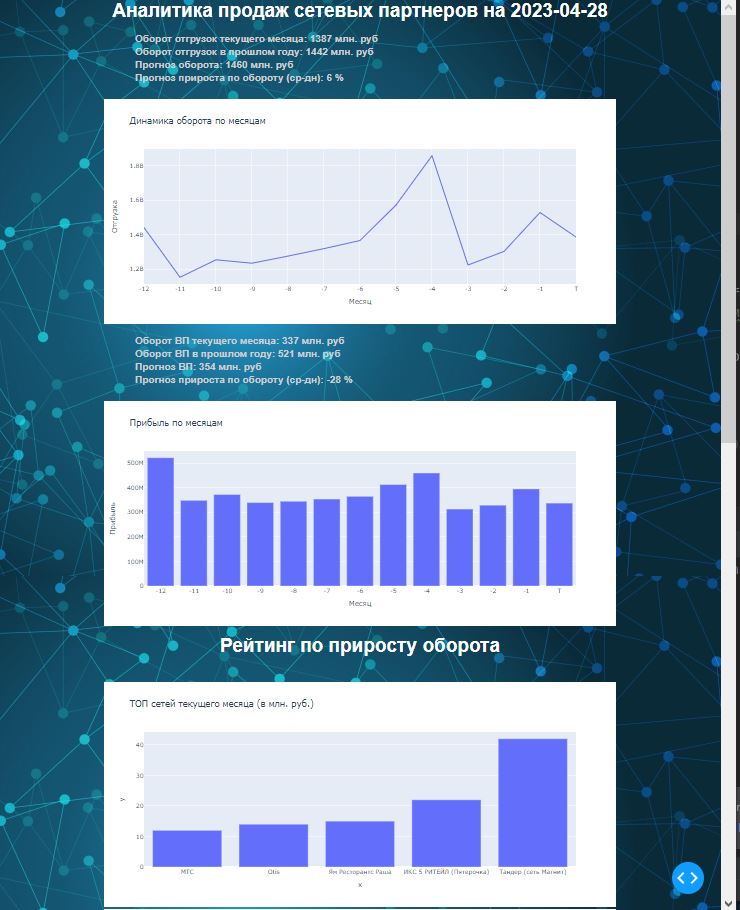 Аналитика продаж сетевых партнеров на 2023-04-28
Оборот отгрузок текущего месяца: 1387 млн. руб
Оборот отгрузок в прошлом году: 1442 млн. руб
Прогноз оборота: 1460 млн. руб
Прогноз прироста по обороту (ср-дн): 6 %
Динамика оборота по месяцам
1.8B
1.6B
1.4B
1.2B
Отгрузка
-12 -11 -10 -9 -8 -7 -6 -5 -4 -3 -2 -1 T
Месяц
Оборот ВП текущего месяца: 337 млн. руб
Оборот ВП в прошлом году: 521 млн. руб
Прогноз ВП: 354 млн. руб
Прогноз прироста по обороту (ср-дн): -28 %
Прибыль по месяцам
500M
400M
300M
200M
100M
0
Прибыль
-12 -11 -10 -9 -8 -7 -6 -5 -4 -3 -2 -1 T
Месяц
Рейтинг по приросту оборота
ТОП сетей текущего месяца (в млн. руб.)
40
30
20
10
0
y
МТС Otis Ям Ресторантс Раша ИКС 5 РИТЕЙЛ (Пятерочка) Тандер (сеть Магнит)
x